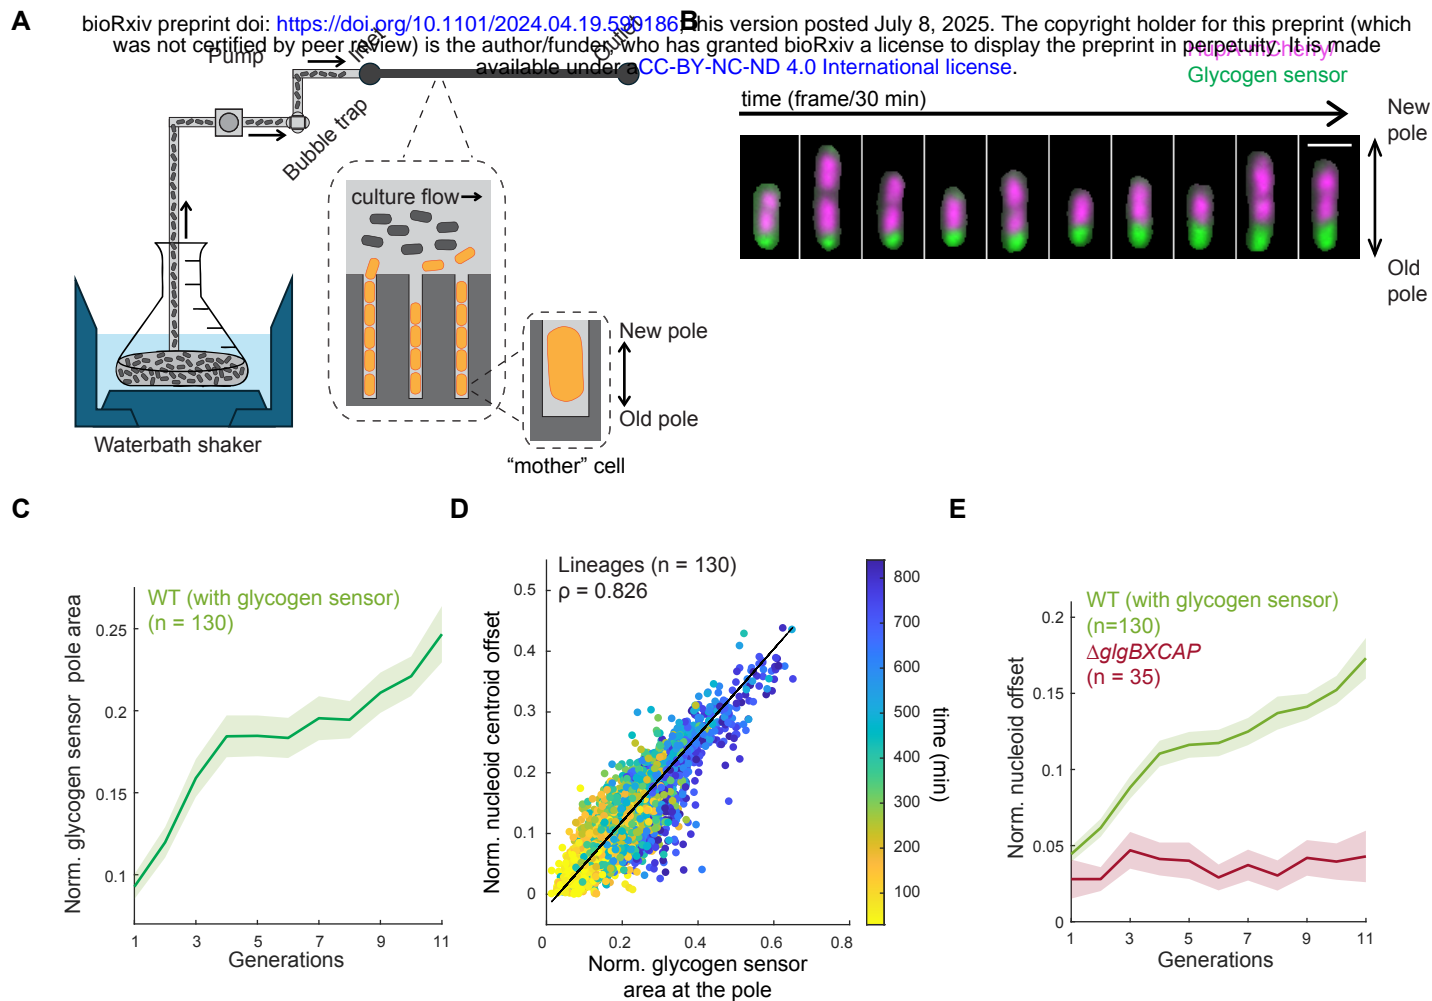 A
B
bioRxiv preprint doi: https://doi.org/10.1101/2024.04.19.590186; this version posted July 8, 2025. The copyright holder for this preprint (which
was not certified by peer review) is the author/funder, who has granted bioRxiv a license to display the preprint in perpetuity. It is made
available under aCC-BY-NC-ND 4.0 International license.
Pump
Inlet
Outlet
Bubble trap
culture flow
New pole
Old pole
"mother" cell
Waterbath shaker
HupA-mCherry/
Glycogen sensor
time (frame/30 min)
New
pole
Old
pole
C
Norm. glycogen sensor pole area
WT (with glycogen sensor)
(n = 130)
0.25
0.2
0.15
0.1
1 3 5 7 9 11
Generations
D
Norm. nucleoid centroid offset
Lineages (n = 130)
ρ = 0.826
0.5
0.4
0.3
0.2
0.1
0
0 0.2 0.4 0.6 0.8
Norm. glycogen sensor
area at the pole
800
700
600
500
400
300
200
100
time (min)
E
Norm. nucleoid offset
WT (with glycogen sensor)
(n=130)
ΔglgBXCAP
(n = 35)
0.2
0.15
0.1
0.05
0
1 3 5 7 9 11
Generations